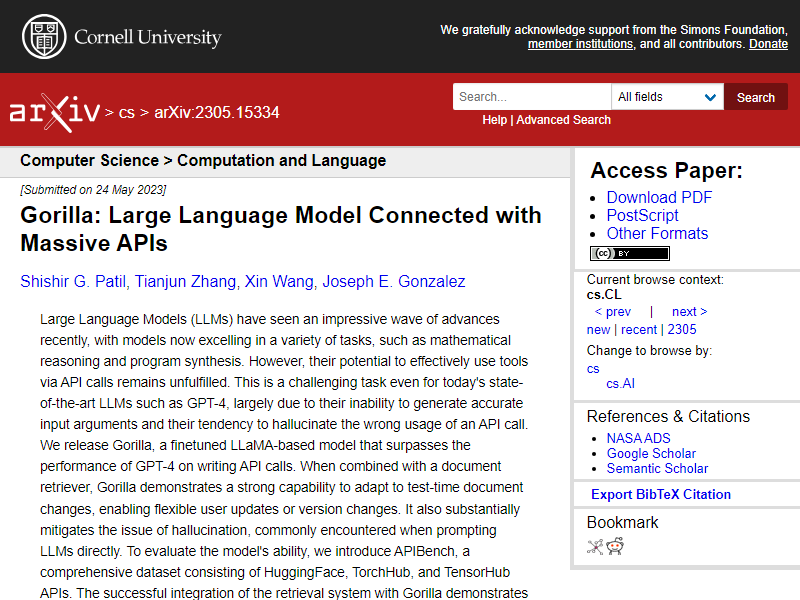 Cornell University
We gratefully acknowledge support from the Simons Foundation,
member institutions, and all contributors. Donate
arXiv > cs > arXiv:2305.15334
Search...
All fields
Search
Help | Advanced Search
Computer Science > Computation and Language
[Submitted on 24 May 2023]
Gorilla: Large Language Model Connected with
Massive APIs
Shishir G. Patil, Tianjun Zhang, Xin Wang, Joseph E. Gonzalez
Large Language Models (LLMs) have seen an impressive wave of advances
recently, with models now excelling in a variety of tasks, such as mathematical
reasoning and program synthesis. However, their potential to effectively use tools
via API calls remains unfulfilled. This is a challenging task even for today's state-
of-the-art LLMs such as GPT-4, largely due to their inability to generate accurate
input arguments and their tendency to hallucinate the wrong usage of an API call.
We release Gorilla, a finetuned LLaMA-based model that surpasses the
performance of GPT-4 on writing API calls. When combined with a document
retriever, Gorilla demonstrates a strong capability to adapt to test-time document
changes, enabling flexible user updates or version changes. It also substantially
mitigates the issue of hallucination, commonly encountered when prompting
LLMs directly. To evaluate the model's ability, we introduce APIBench, a
comprehensive dataset consisting of HuggingFace, TorchHub, and TensorHub
APIs. The successful integration of the retrieval system with Gorilla demonstrates
Access Paper:
Download PDF
PostScript
Other Formats
cc BY
Current browse context:
cs.CL
< prev | next >
new | recent | 2305
Change to browse by:
cs
cs.AI
References & Citations
NASA ADS
Google Scholar
Semantic Scholar
Export BibTeX Citation
Bookmark